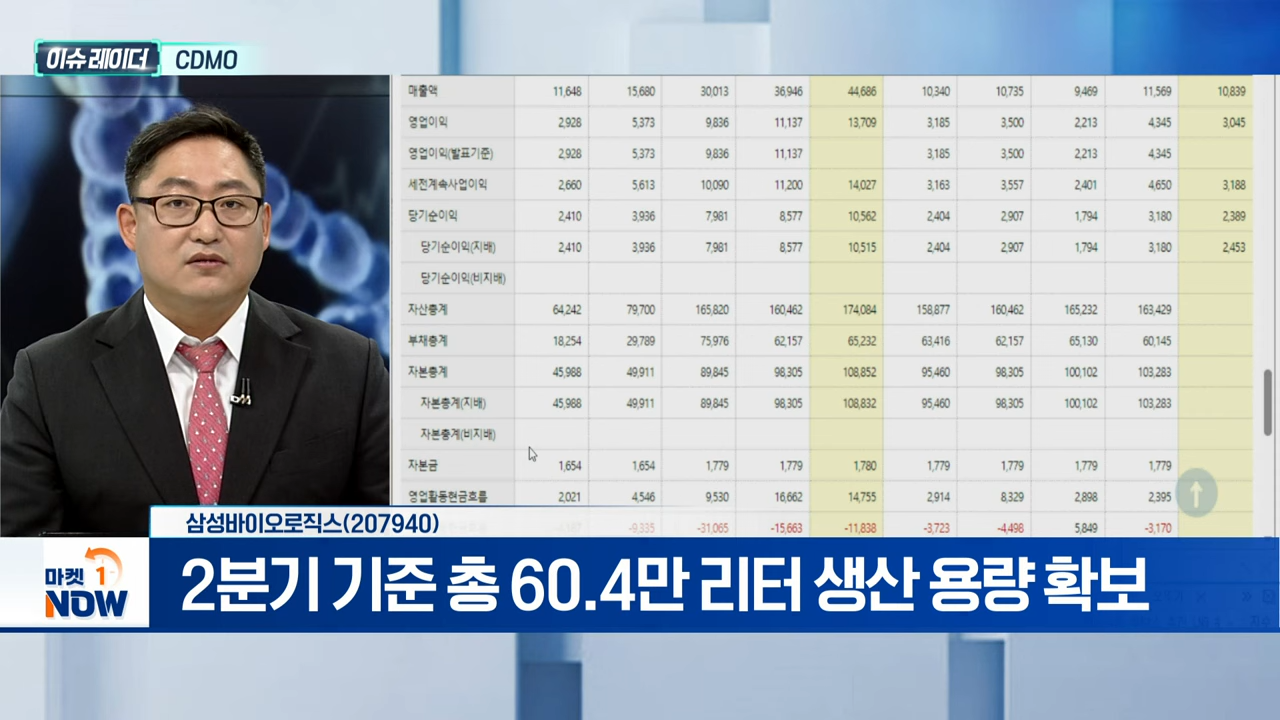 이슈 레이더 CDMO
매출액 11,648 15,680 30,013 36,946 44,686 10,340 10,735 9,469 11,569 10,839
영업이익 2,928 5,373 9,836 11,137 13,709 3,185 3,500 2,213 4,345 3,045
영업이익(발표기준) 2,928 5,373 9,836 11,137 3,185 3,500 2,213 4,345
세전계속사업이익 2,660 5,613 10,090 11,200 14,027 3,163 3,557 2,401 4,650 3,188
당기순이익 2,410 3,936 7,981 8,577 10,562 2,404 2,907 1,794 3,180 2,389
당기순이익(지배) 2,410 3,936 7,981 8,577 10,515 2,404 2,907 1,794 3,180 2,453
당기순이익(비지배)
자산총계 64,242 79,700 165,820 160,462 174,084 158,877 160,462 165,232 163,429
부채총계 18,254 29,789 75,976 62,157 65,232 63,416 62,157 65,130 60,145
자본총계 45,988 49,911 89,845 98,305 108,852 95,460 98,305 100,102 103,283
자본총계(지배) 45,988 49,911 89,845 98,305 108,832 95,460 98,305 100,102 103,283
자본총계(비지배)
자본금 1,654 1,654 1,779 1,779 1,780 1,779 1,779 1,779 1,779
영업활동현금흐름 2,021 4,546 9,530 16,662 14,755 2,914 8,329 2,898 2,395
-9,335 -31,065 -15,663 -11,838 -3,723 -4,498 5,849 -3,170
삼성바이오로직스(207940)
마켓 1
NOW
2분기 기준 총 60.4만 리터 생산 용량 확보